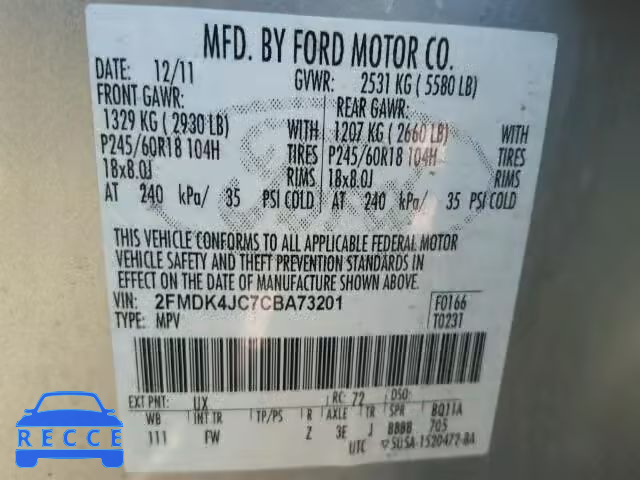 MFD. BY FORD MOTOR CO.
DATE: 12/11 GVWR: 2531 KG ( 5580 LB)
FRONT GAWR: REAR GAWR:
1329 KG ( 2930 LB) WITH 1207 KG ( 2660 LB) WITH
P245/60R18 104H TIRES P245/60R18 104H TIRES
18x8.0J RIMS 18x8.0J RIMS
AT 240 kPa/ 35 PSI COLD AT 240 kPa/ 35 PSI COLD
THIS VEHICLE CONFORMS TO ALL APPLICABLE FEDERAL MOTOR
VEHICLE SAFETY AND THEFT PREVENTION STANDARDS IN
EFFECT ON THE DATE OF MANUFACTURE SHOWN ABOVE.
VIN: 2FMDK4JC7CBA73201 F0166
TYPE: MPV T0231
EXT PNT: UX RC: 72 DSO:
WB INT TR TP/PS R AXLE TR SPR BQ11A
111 FW Z 3E J 8888 705
UTC ▽5USA-1520472-BA
RECCE